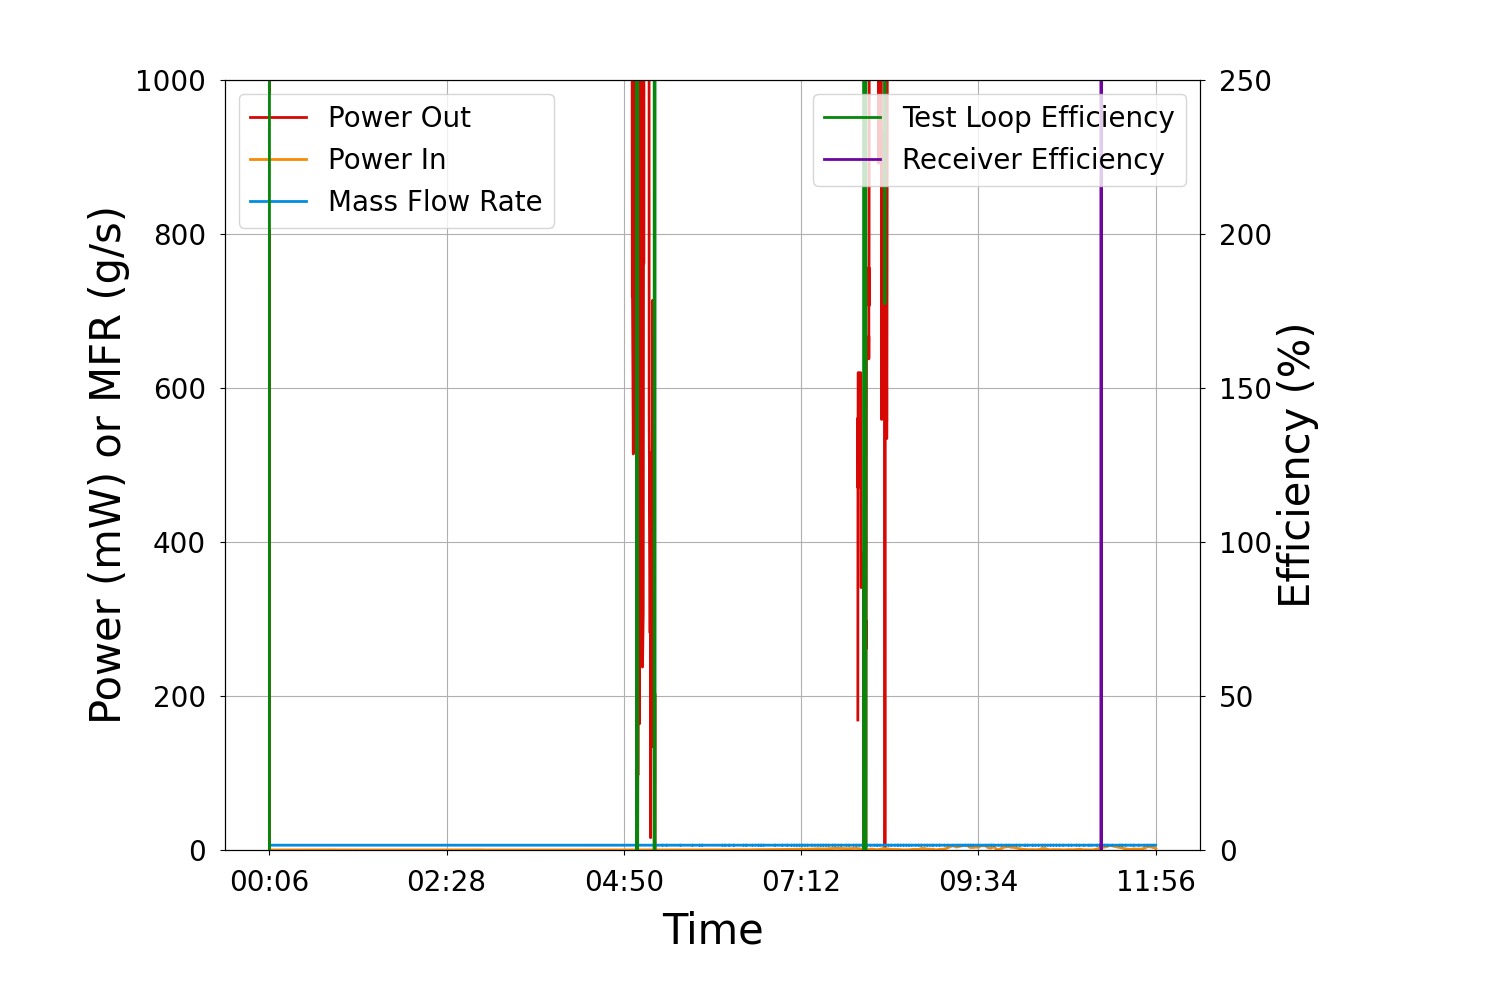 1000
800
600
400
200
0
Power (mW) or MFR (g/s)
Power Out
Power In
Mass Flow Rate
Test Loop Efficiency
Receiver Efficiency
250
200
150
100
50
0
Efficiency (%)
00:06 02:28 04:50 07:12 09:34 11:56
Time